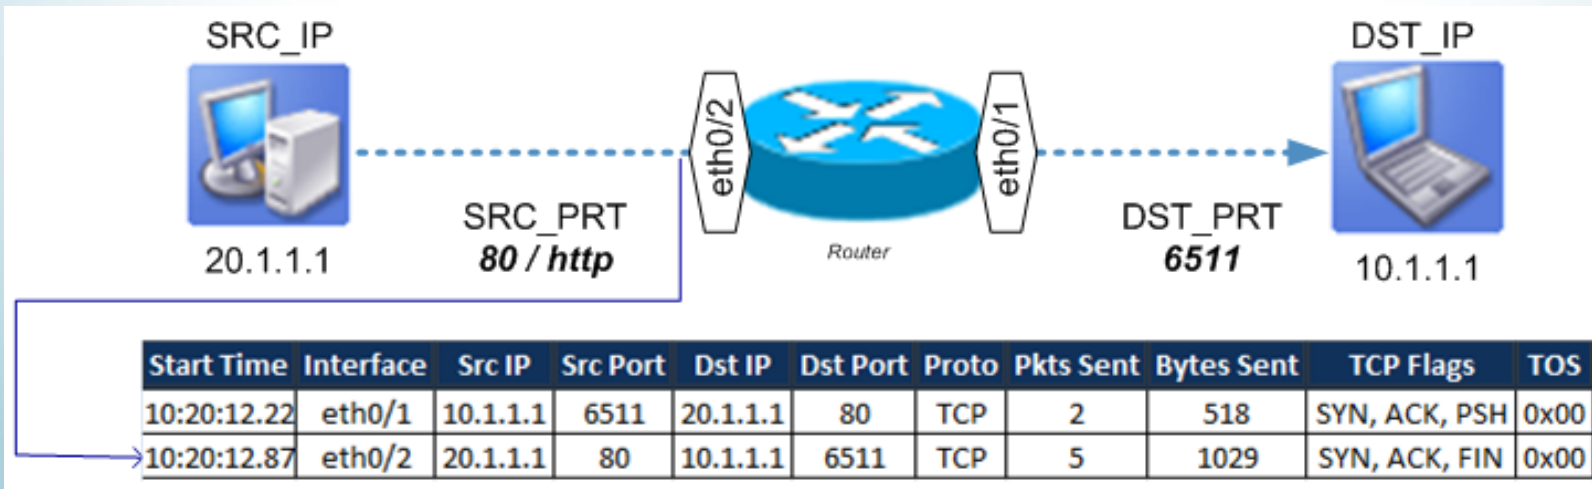 SRC_IP
DST_IP
eth0/2
eth0/1
SRC_PRT
80 / http
Router
DST_PRT
6511
20.1.1.1
10.1.1.1
Start Time Interface Src IP Src Port Dst IP Dst Port Proto Pkts Sent Bytes Sent TCP Flags TOS
10:20:12.22 eth0/1 10.1.1.1 6511 20.1.1.1 80 TCP 2 518 SYN, ACK, PSH 0x00
10:20:12.87 eth0/2 20.1.1.1 80 10.1.1.1 6511 TCP 5 1029 SYN, ACK, FIN 0x00